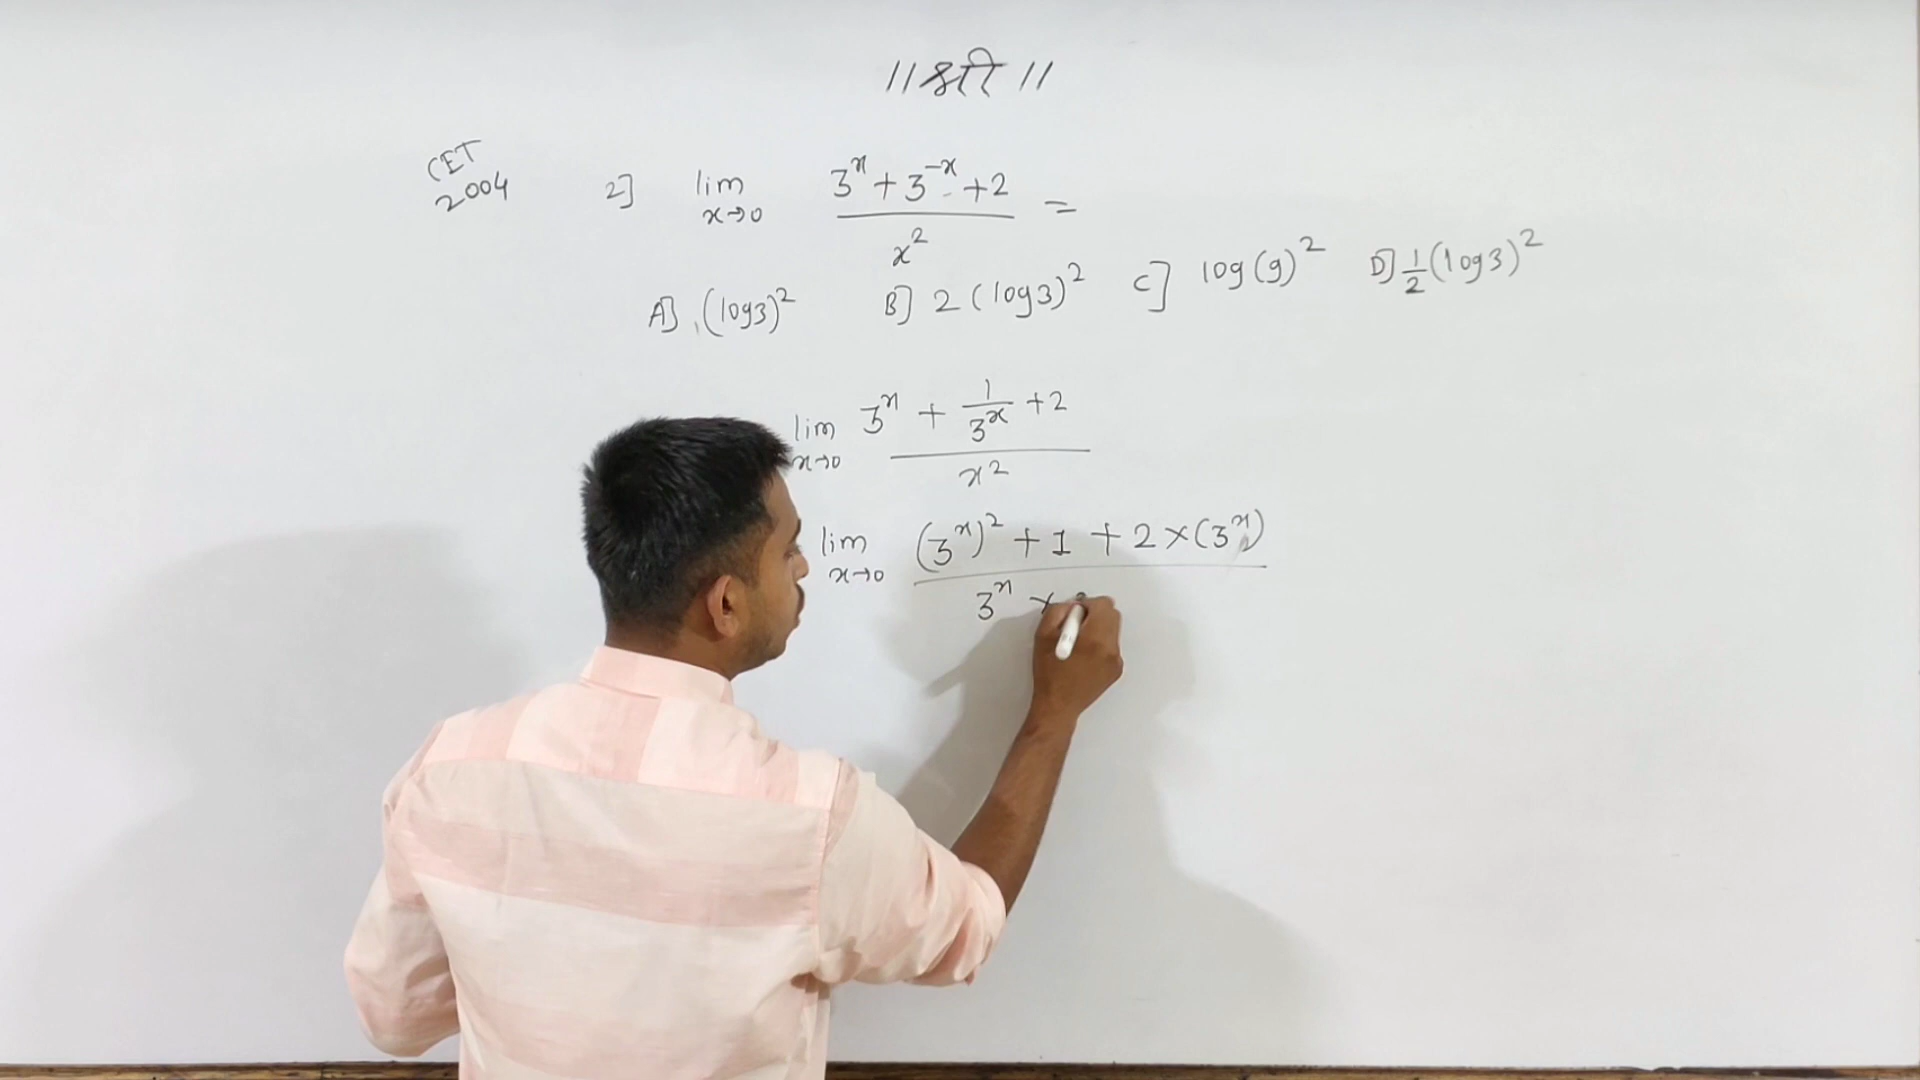 ||श्री||
CET 2004
2] lim x→0 (3^x + 3^-x + 2) / x^2 =
A] (log3)^2 B] 2(log3)^2 C] log(9)^2 D] 1/2 (log3)^2
lim x→0 (3^x + 1/3^x + 2) / x^2
lim x→0 ((3^x)^2 + 1 + 2×(3^x)) / 3^x ×